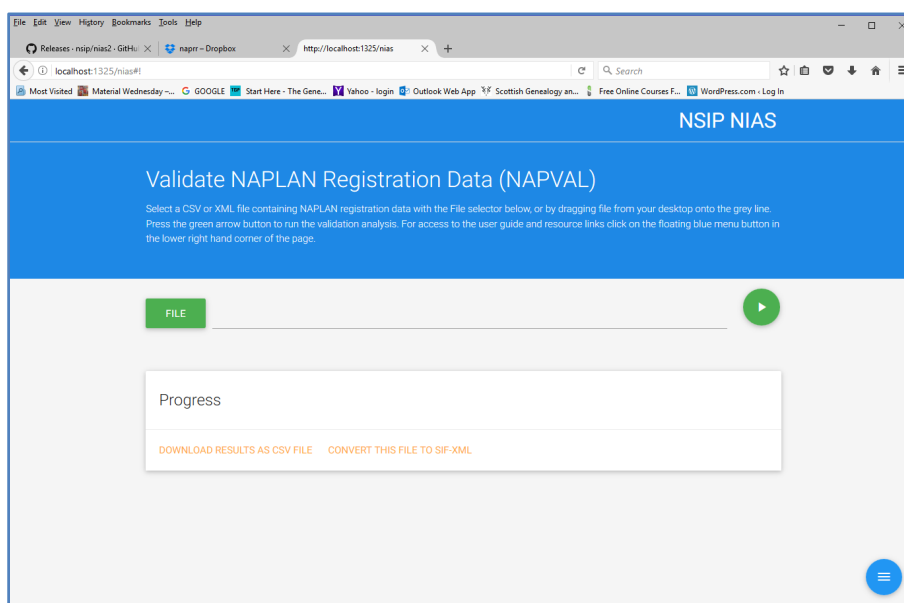 File Edit View History Bookmarks Tools Help
Releases · nsip/nias2 · GitHu naprr – Dropbox http://localhost:1325/nias
localhost:1325/nias#! Search
Most Visited Material Wednesday –... GOOGLE Start Here - The Gene... Yahoo - login Outlook Web App Scottish Genealogy an... Free Online Courses F... WordPress.com ‹ Log In
NSIP NIAS
Validate NAPLAN Registration Data (NAPVAL)
Select a CSV or XML file containing NAPLAN registration data with the File selector below, or by dragging file from your desktop onto the grey line.
Press the green arrow button to run the validation analysis. For access to the user guide and resource links click on the floating blue menu button in
the lower right hand corner of the page.
FILE
Progress
DOWNLOAD RESULTS AS CSV FILE CONVERT THIS FILE TO SIF-XML